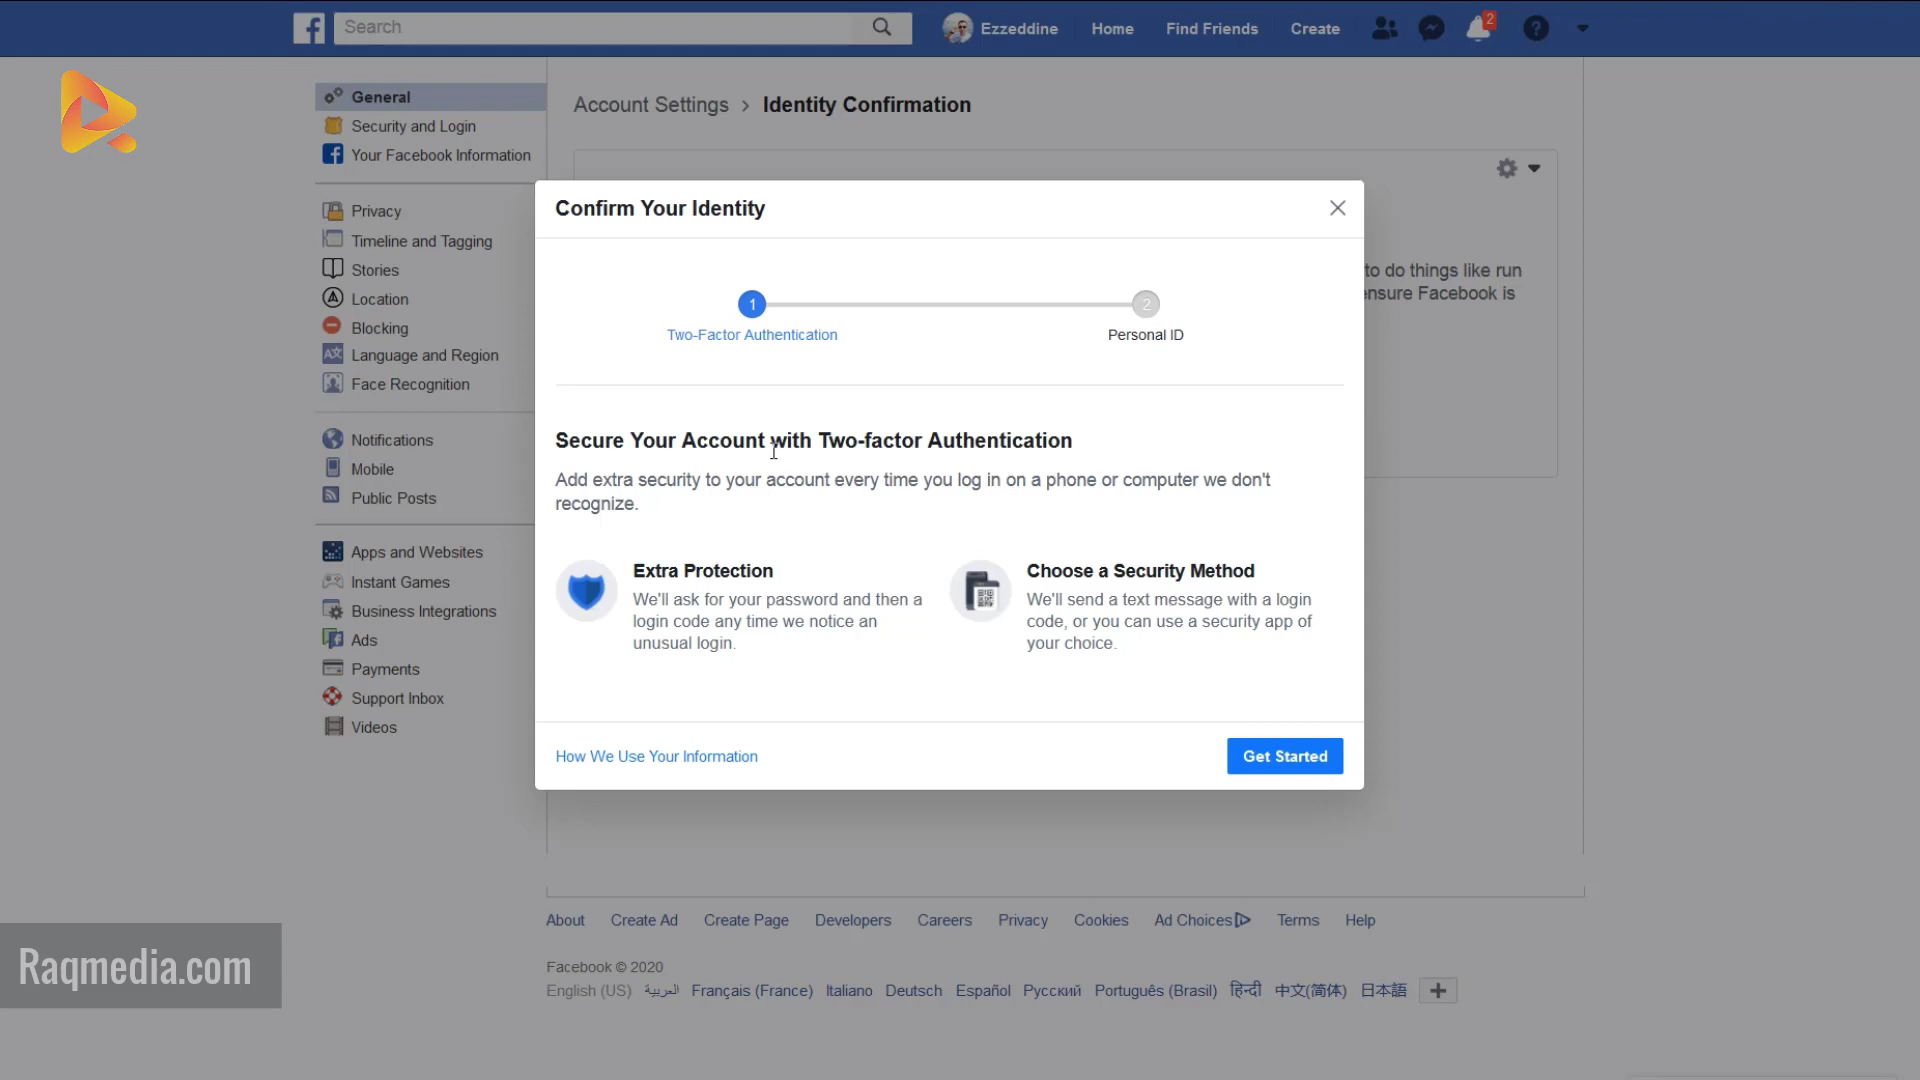 Search
Ezzeddine
Home
Find Friends
Create
2
?
General
Security and Login
Your Facebook Information
Privacy
Timeline and Tagging
Stories
Location
Blocking
Language and Region
Face Recognition
Notifications
Mobile
Public Posts
Apps and Websites
Instant Games
Business Integrations
Ads
Payments
Support Inbox
Videos
Account Settings › Identity Confirmation
to do things like run
ensure Facebook is
Confirm Your Identity
1
Two-Factor Authentication
2
Personal ID
Secure Your Account with Two-factor Authentication
Add extra security to your account every time you log in on a phone or computer we don't
recognize.
Extra Protection
We'll ask for your password and then a
login code any time we notice an
unusual login.
Choose a Security Method
We'll send a text message with a login
code, or you can use a security app of
your choice.
How We Use Your Information
Get Started
About Create Ad Create Page Developers Careers Privacy Cookies Ad Choices Terms Help
Facebook © 2020
English (US) العربية Français (France) Italiano Deutsch Español Русский Português (Brasil) हिन्दी 中文(简体) 日本語
Raqmedia.com